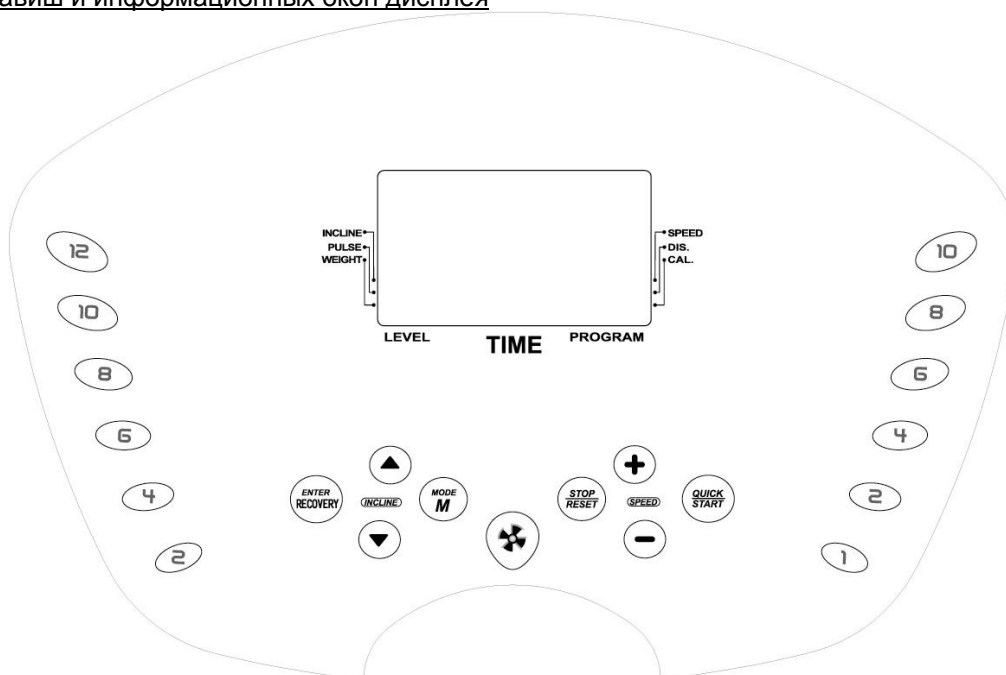 и информационных окон дисплея
INCLINE
PULSE
WEIGHT
SPEED
DIS.
CAL.
LEVEL
TIME
PROGRAM
12
10
8
6
4
2
10
8
6
4
2
1
ENTER
RECOVERY
INCLINE
MODE
M
STOP
RESET
SPEED
QUICK
START